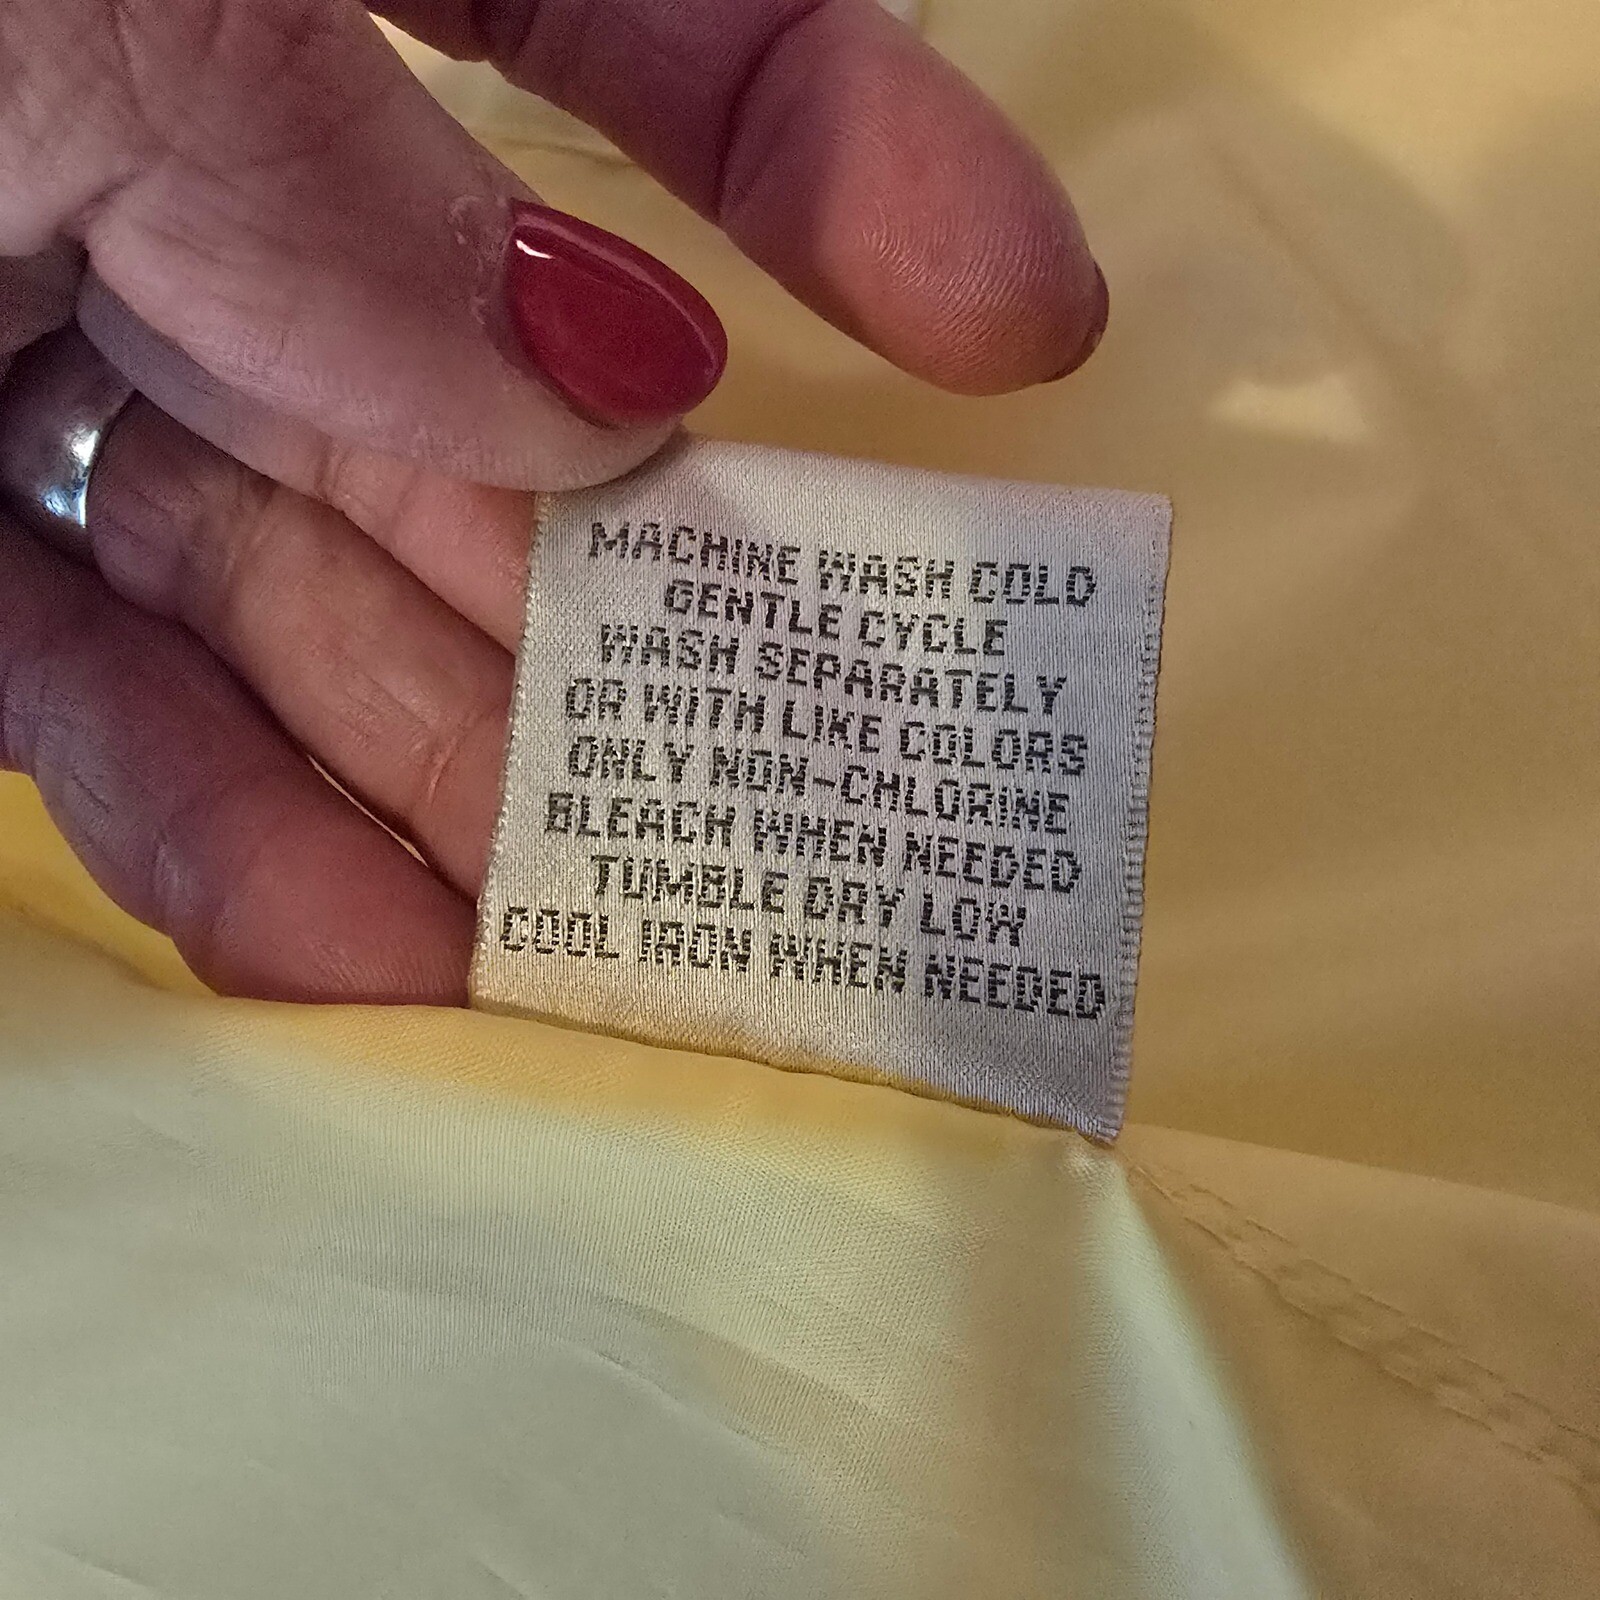 MACHINE WASH COLD
GENTLE CYCLE
WASH SEPARATELY
OR WITH LIKE COLORS
ONLY NON-CHLORINE
BLEACH WHEN NEEDED
TUMBLE DRY LOW
COOL IRON WHEN NEEDED